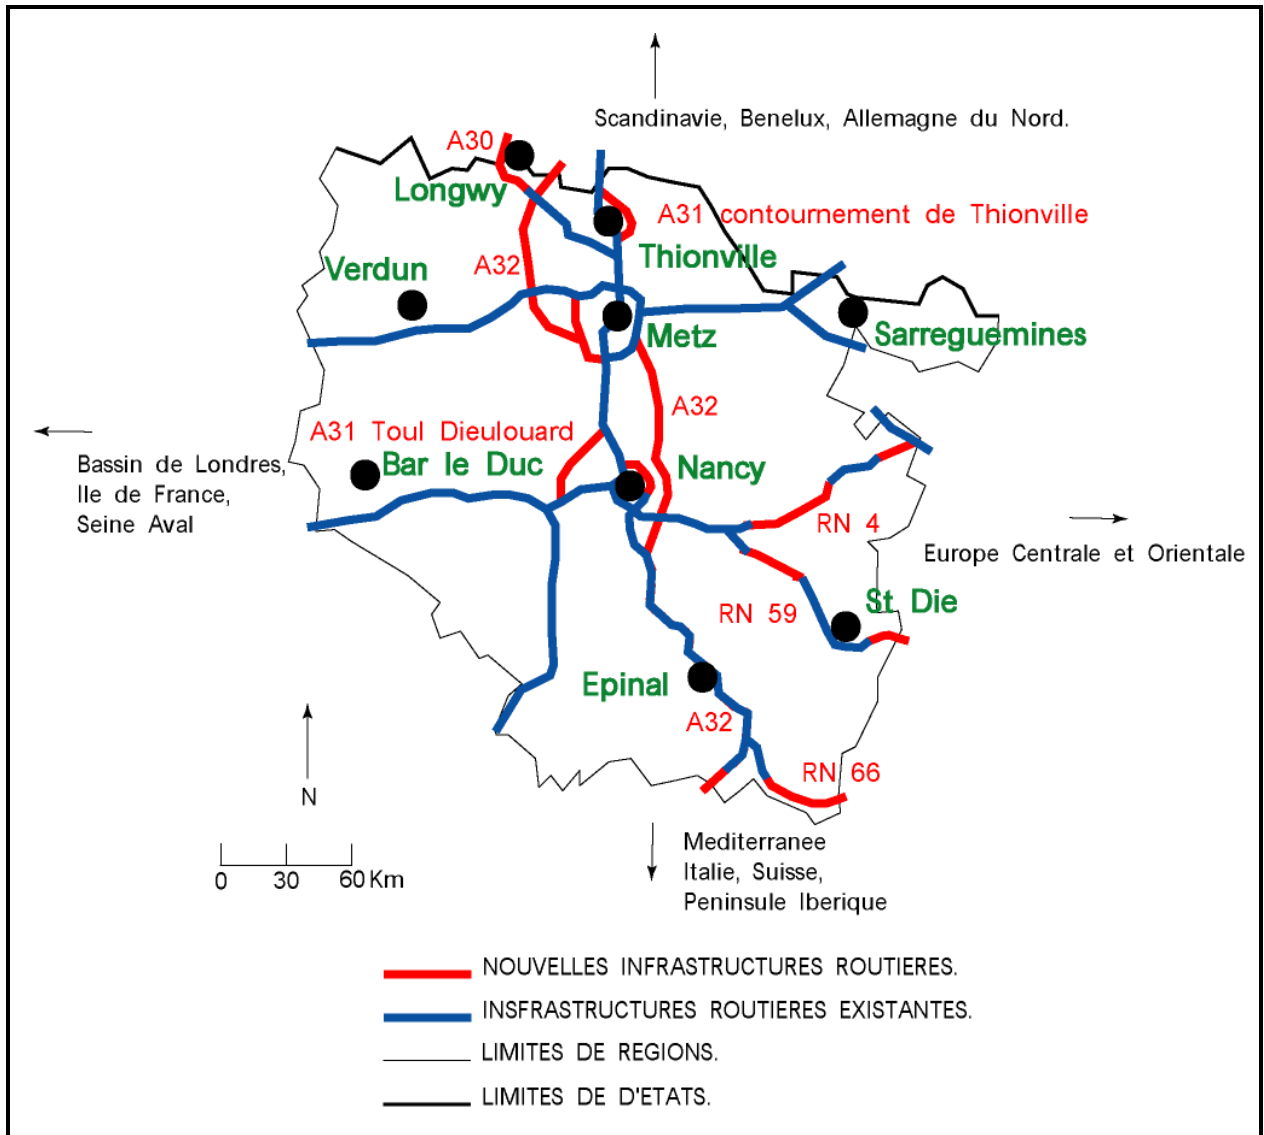 Scandinavie, Benelux, Allemagne du Nord.
A30
Longwy
A31 contournement de Thionville
Thionville
Verdun
A32
Metz
Sarreguemines
A32
A31 Toul Dieulouard
Bar le Duc
Nancy
Bassin de Londres,
Ile de France,
Seine Aval
RN 4
Europe Centrale et Orientale
St Die
RN 59
Epinal
A32
RN 66
N
Mediterranee
Italie, Suisse,
Peninsule Iberique
0 30 60 Km
NOUVELLES INFRASTRUCTURES ROUTIERES.
INSFRASTRUCTURES ROUTIERES EXISTANTES.
LIMITES DE REGIONS.
LIMITES DE D'ETATS.